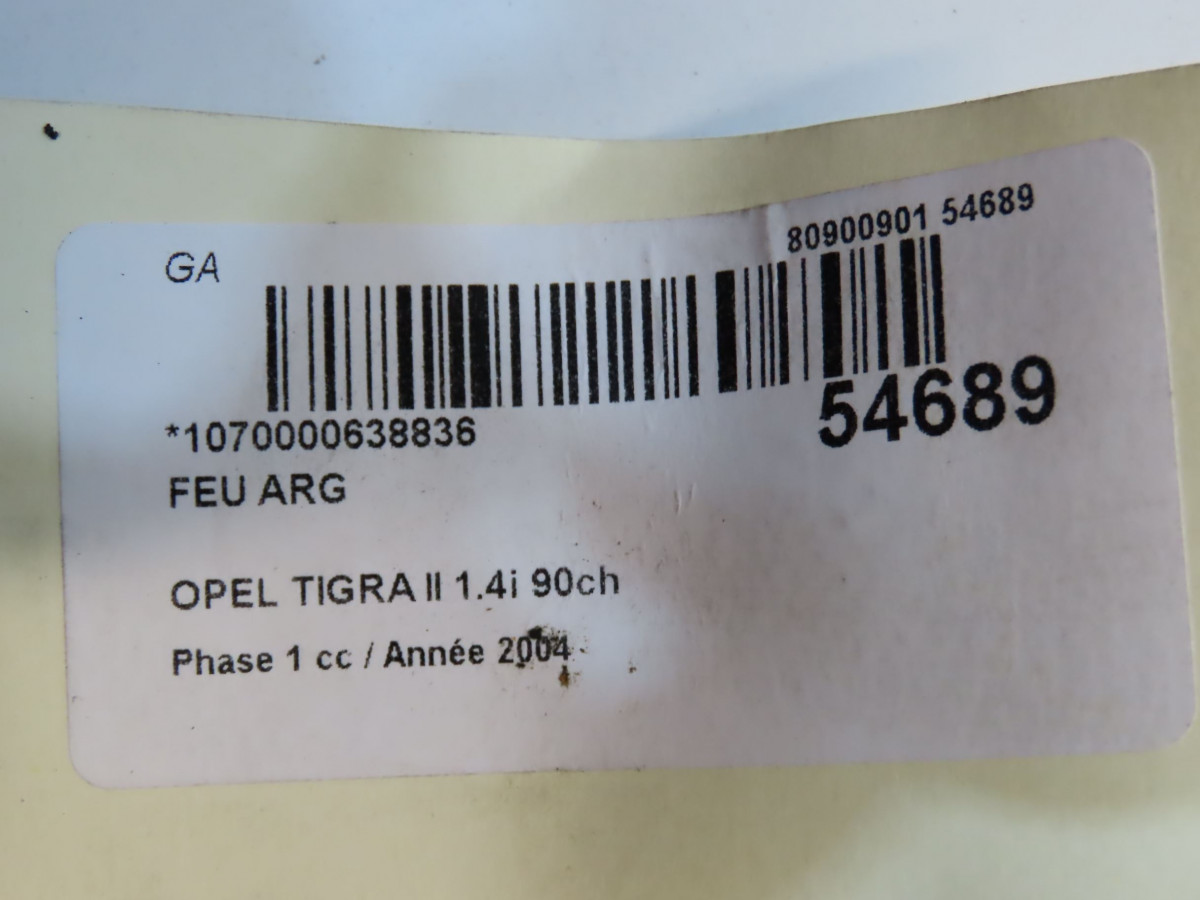 80900901 54689
GA
54689
*1070000638836
FEU ARG
OPEL TIGRA II 1.4i 90ch
Phase 1 cc / Année 2004